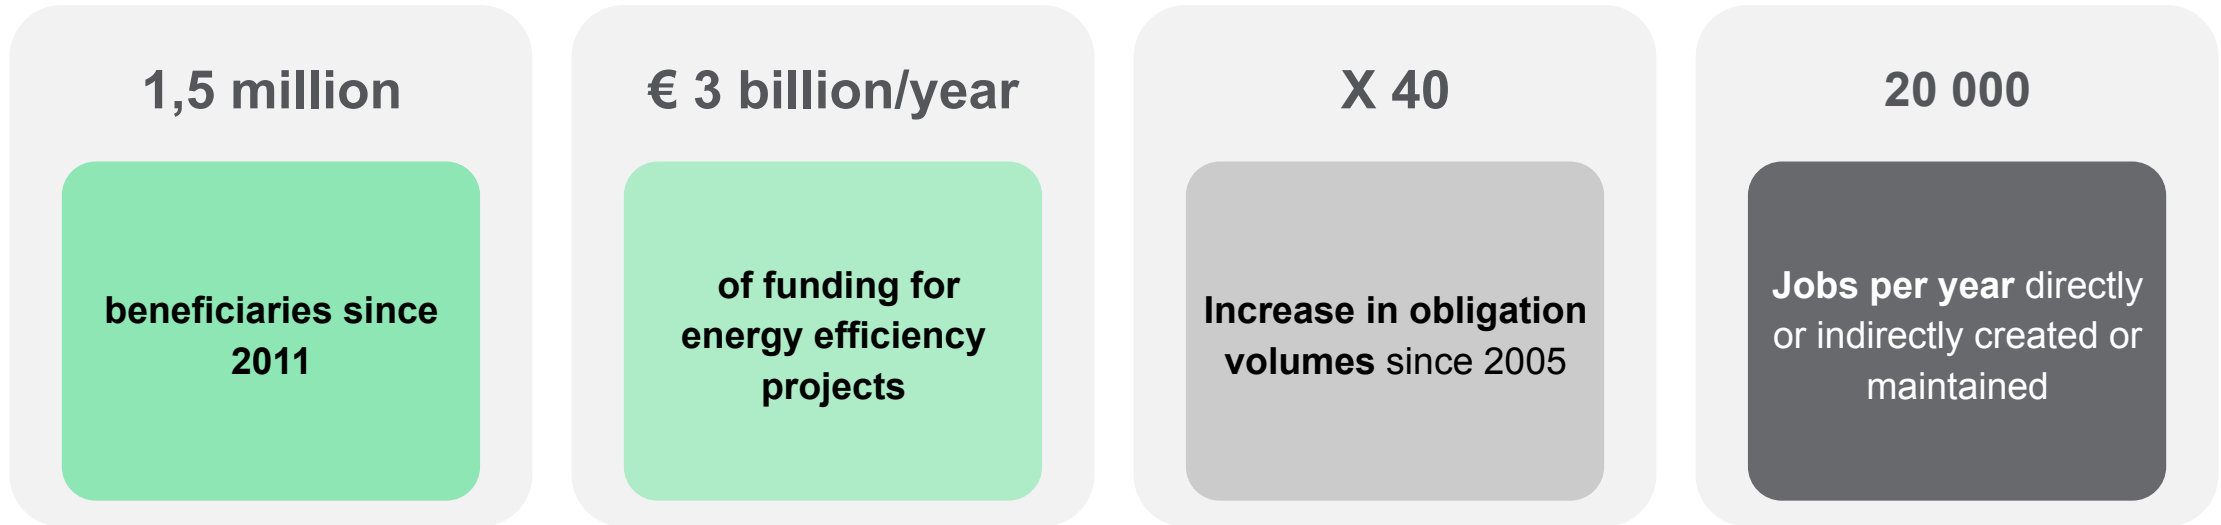 1,5 million
beneficiaries since
2011
€ 3 billion/year
of funding for
energy efficiency
projects
X 40
Increase in obligation
volumes since 2005
20 000
Jobs per year directly
or indirectly created or
maintained